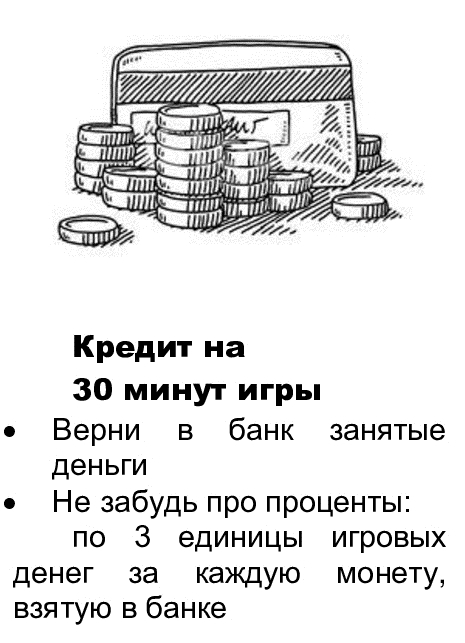 Кредит на
30 минут игры
• Верни в банк занятые
деньги
• Не забудь про проценты:
по 3 единицы игровых
денег за каждую монету,
взятую в банке